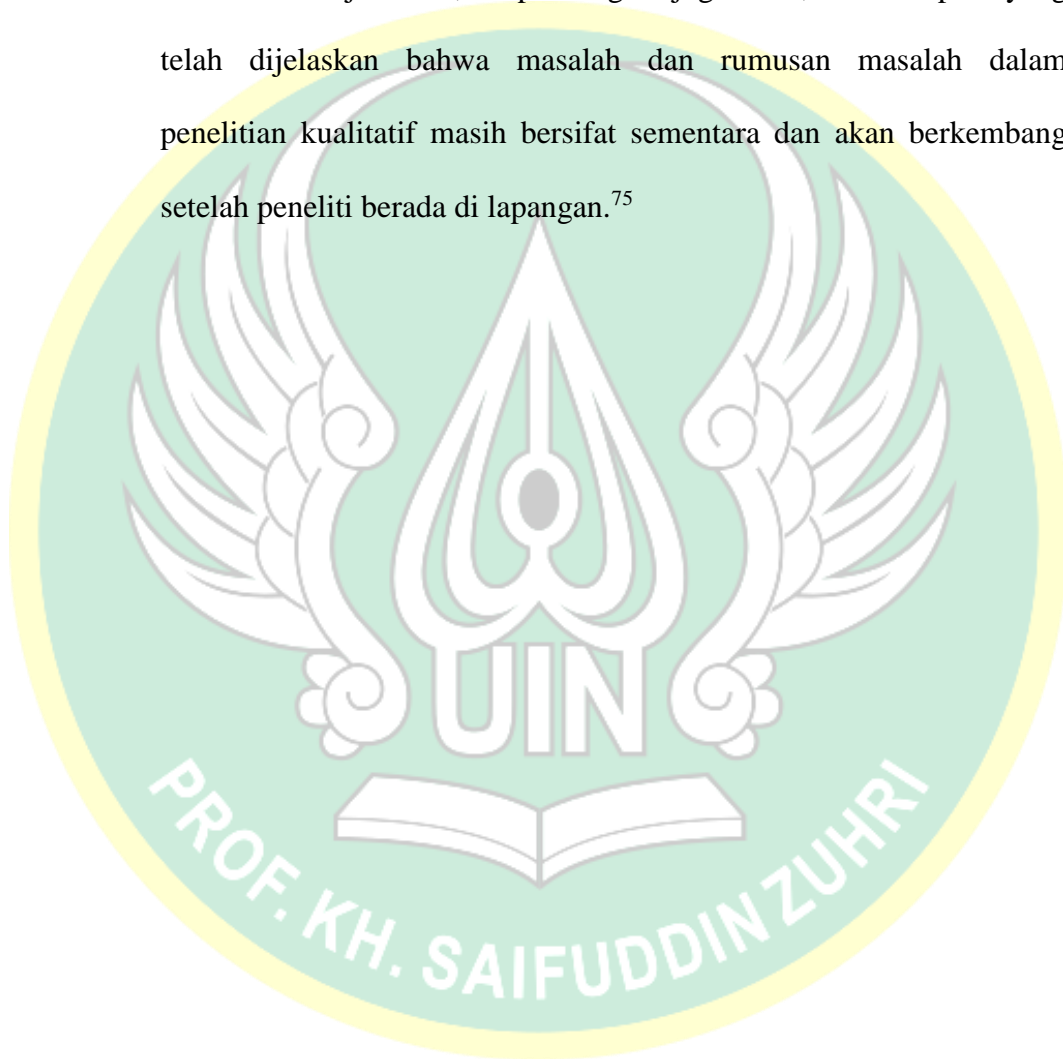 telah dijelaskan bahwa masalah dan rumusan masalah dalam
penelitian kualitatif masih bersifat sementara dan akan berkembang
setelah peneliti berada di lapangan.75
UIN
PROF. KH. SAIFUDDIN ZUHRI